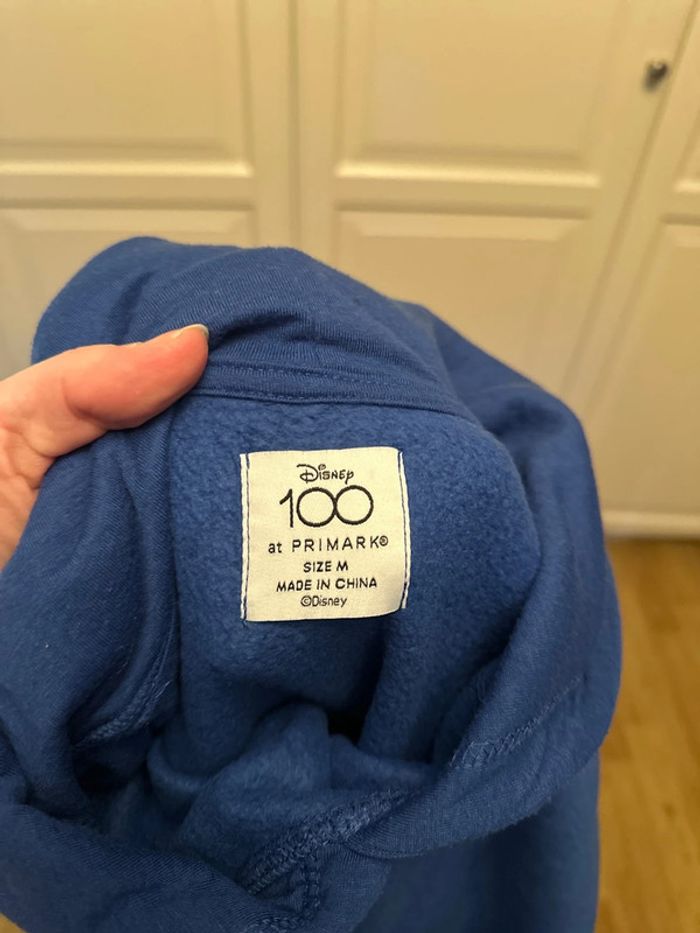 Disney
100
at PRIMARK®
SIZE M
MADE IN CHINA
©Disney